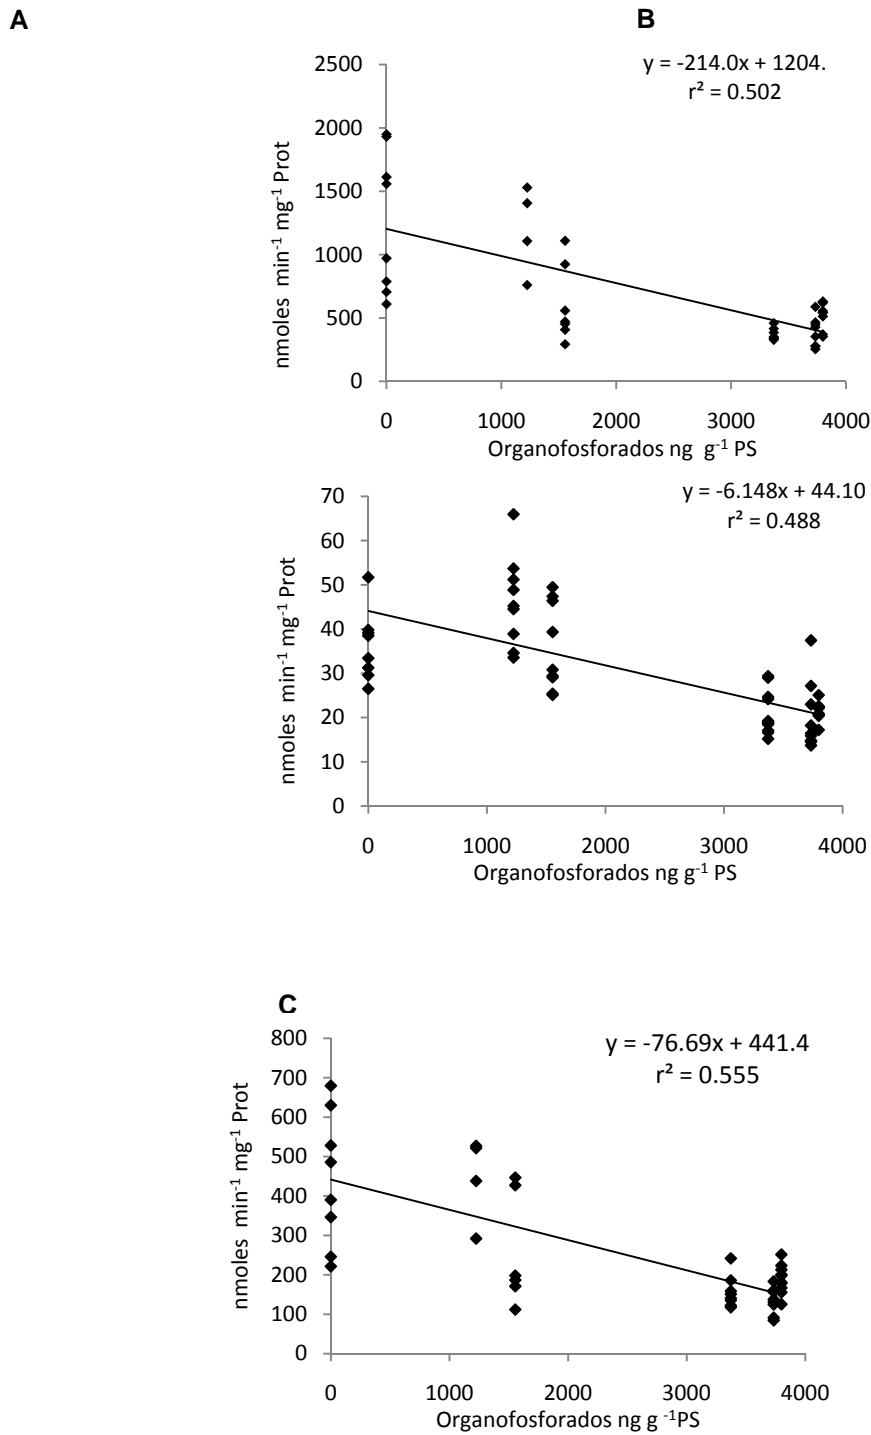 A
B
y = -214.0x + 1204.
r² = 0.502
2500
2000
1500
1000
500
0
nmoles min⁻¹ mg⁻¹ Prot
0 1000 2000 3000 4000
Organofosforados ng g⁻¹ PS
y = -6.148x + 44.10
r² = 0.488
70
60
50
40
30
20
10
0
nmoles min⁻¹ mg⁻¹ Prot
0 1000 2000 3000 4000
Organofosforados ng g⁻¹ PS
C
y = -76.69x + 441.4
r² = 0.555
800
700
600
500
400
300
200
100
0
nmoles min⁻¹ mg⁻¹ Prot
0 1000 2000 3000 4000
Organofosforados ng g ⁻¹PS